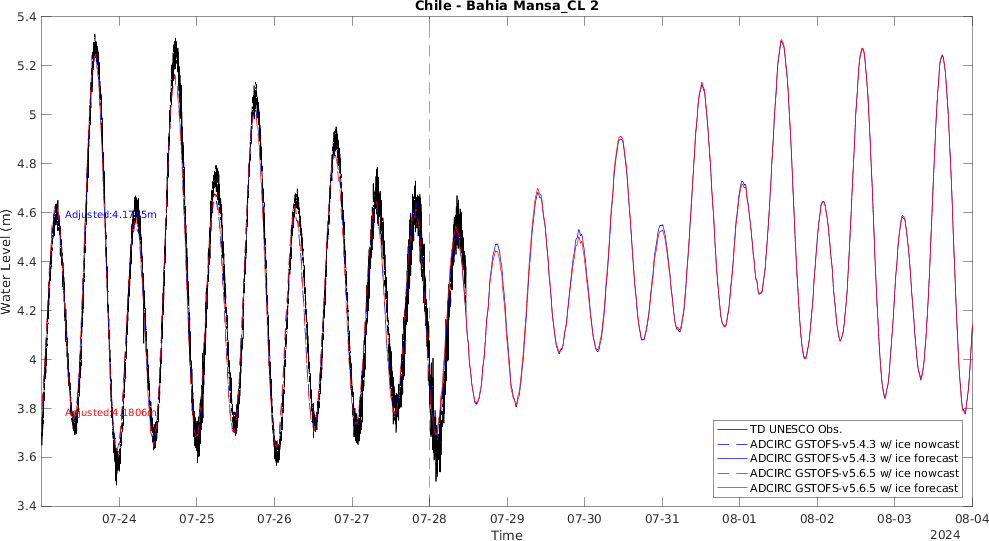 Chile - Bahia Mansa_CL 2
5.4
5.2
5
4.8
4.6
4.4
4.2
4
3.8
3.6
3.4
Water Level (m)
Adjusted:4.1775m
Adjusted:4.1806m
TD UNESCO Obs.
ADCIRC GSTOFS-v5.4.3 w/ ice nowcast
ADCIRC GSTOFS-v5.4.3 w/ ice forecast
ADCIRC GSTOFS-v5.6.5 w/ ice nowcast
ADCIRC GSTOFS-v5.6.5 w/ ice forecast
07-24 07-25 07-26 07-27 07-28 07-29 07-30 07-31 08-01 08-02 08-03 08-04
Time
2024